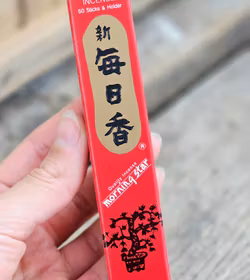 INCENSE
50 Sticks & Holder
新
毎日香
®
Quality Incense
morning star